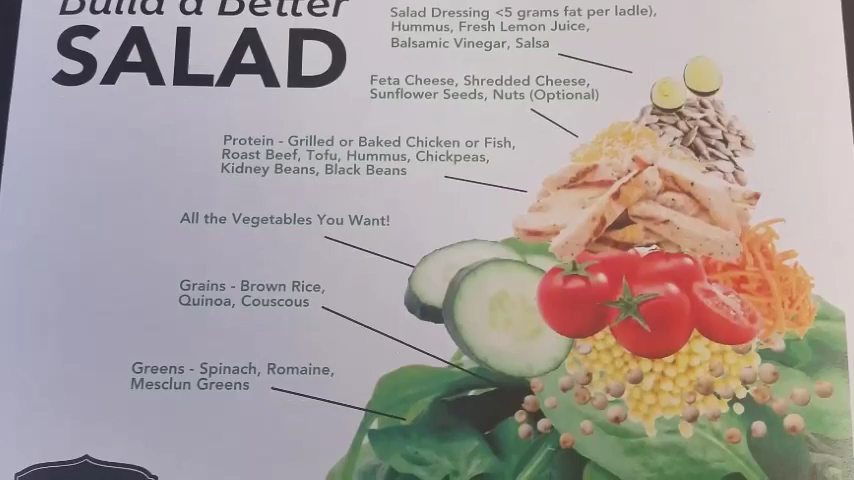 Build a Better
SALAD
Salad Dressing <5 grams fat per ladle),
Hummus, Fresh Lemon Juice,
Balsamic Vinegar, Salsa
Feta Cheese, Shredded Cheese,
Sunflower Seeds, Nuts (Optional)
Protein - Grilled or Baked Chicken or Fish,
Roast Beef, Tofu, Hummus, Chickpeas,
Kidney Beans, Black Beans
All the Vegetables You Want!
Grains - Brown Rice,
Quinoa, Couscous
Greens - Spinach, Romaine,
Mesclun Greens